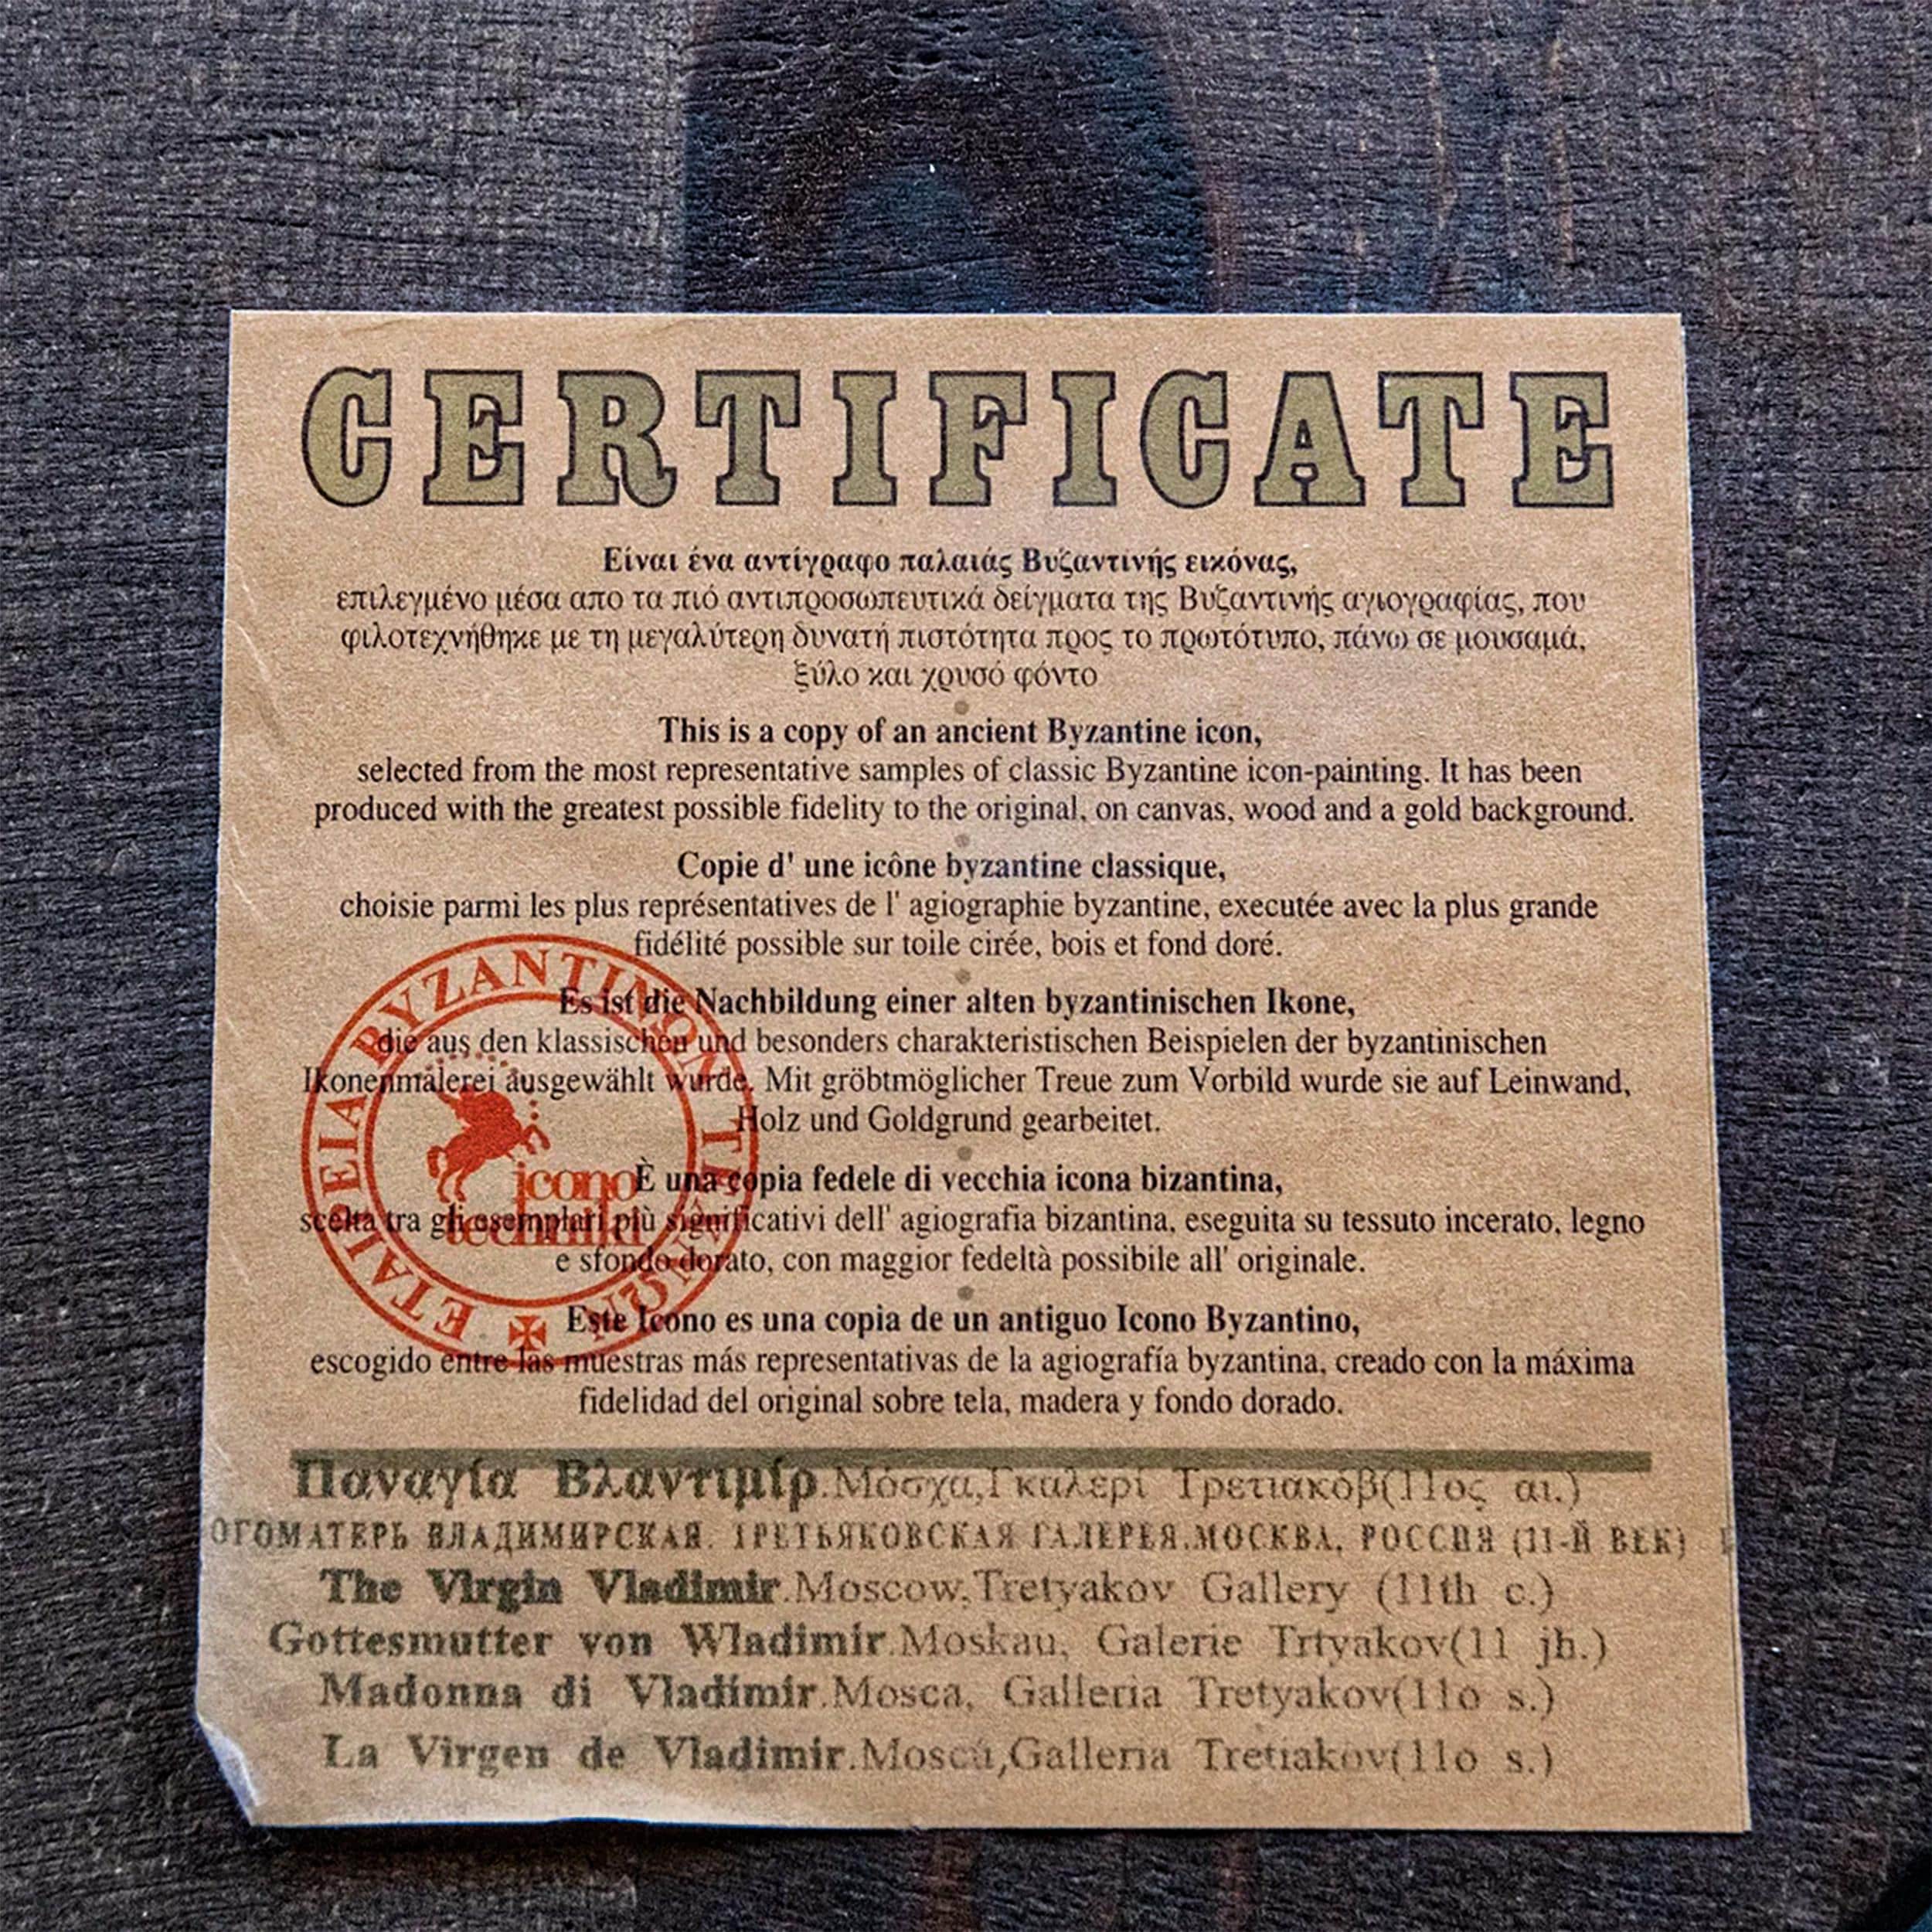 CERTIFICATE
Είναι ένα αντίγραφο παλαιάς Βυζαντινής εικόνας,
επιλεγμένο μέσα απο τα πιό αντιπροσωπευτικά δείγματα της Βυζαντινής αγιογραφίας, που
φιλοτεχνήθηκε με τη μεγαλύτερη δυνατή πιστότητα προς το πρωτότυπο, πάνω σε μουσαμά,
ξύλο και χρυσό φόντο
This is a copy of an ancient Byzantine icon,
selected from the most representative samples of classic Byzantine icon-painting. It has been
produced with the greatest possible fidelity to the original, on canvas, wood and a gold background.
Copie d' une icône byzantine classique,
choisie parmi les plus représentatives de l' agiographie byzantine, executée avec la plus grande
fidélité possible sur toile cirée, bois et fond doré.
Es ist die Nachbildung einer alten byzantinischen Ikone,
die aus den klassischen und besonders charakteristischen Beispielen der byzantinischen
Ikonenmalerei ausgewählt wurde. Mit gröbtmöglicher Treue zum Vorbild wurde sie auf Leinwand,
Holz und Goldgrund gearbeitet.
È una copia fedele di vecchia icona bizantina,
scelta tra gli esemplari più significativi dell' agiografia bizantina, eseguita su tessuto incerato, legno
e sfondo dorato, con maggior fedeltà possibile all' originale.
Este Icono es una copia de un antiguo Icono Byzantino,
escogido entre las muestras más representativas de la agiografía byzantina, creado con la máxima
fidelidad del original sobre tela, madera y fondo dorado.
ΕΤΑΙΡΕΙΑ ΒΥΖΑΝΤΙΝΩΝ ΤΕΧΝΩΝ
icono
techniki
Παναγία Βλαντιμίρ.Μόσχα,Γκαλερί Τρετιακόβ(11ος αι.)
ОГОМАТЕРЬ ВЛАДИМИРСКАЯ. ТРЕТЬЯКОВСКАЯ ГАЛЕРЕЯ.МОСКВА, РОССИЯ (11-Й ВЕК)
The Virgin Vladimir.Moscow,Tretyakov Gallery (11th c.)
Gottesmutter von Wladimir.Moskau, Galerie Trtyakov(11 jh.)
Madonna di Vladimir.Mosca, Galleria Tretyakov(11o s.)
La Virgen de Vladimir.Moscú,Galleria Tretiakov(11o s.)